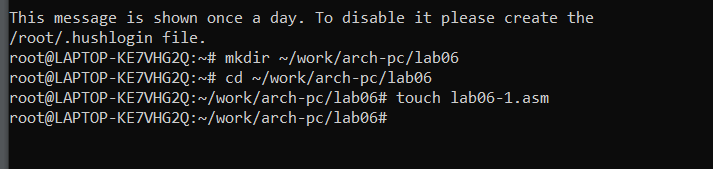 This message is shown once a day. To disable it please create the
/root/.hushlogin file.
root@LAPTOP-KE7VHG2Q:~# mkdir ~/work/arch-pc/lab06
root@LAPTOP-KE7VHG2Q:~# cd ~/work/arch-pc/lab06
root@LAPTOP-KE7VHG2Q:~/work/arch-pc/lab06# touch lab06-1.asm
root@LAPTOP-KE7VHG2Q:~/work/arch-pc/lab06#